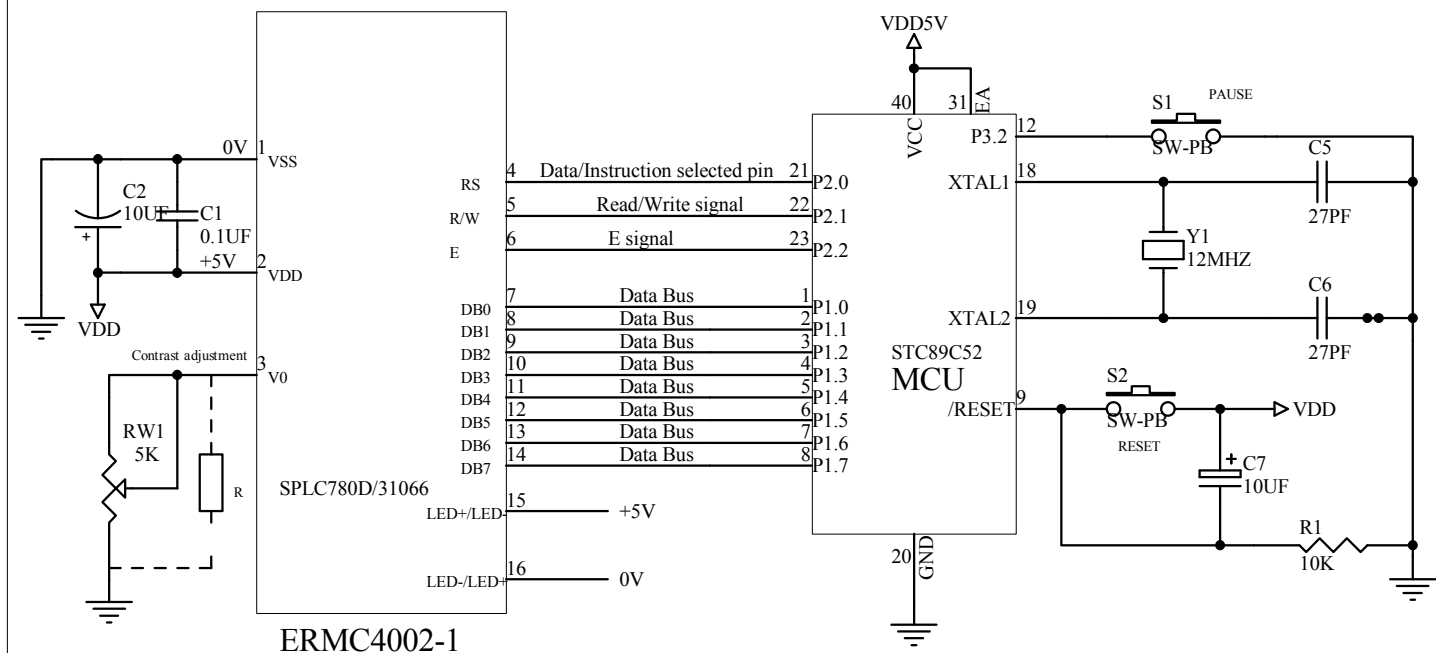 VDD5V
40
31
VCC
EA
S1
PAUSE
P3.2
12
SW-PB
C5
0V
1
VSS
4
Data/Instruction selected pin
21
P2.0
RS
XTAL1
18
C2
10UF
C1
0.1UF
5
Read/Write signal
22
P2.1
R/W
27PF
6
E signal
23
P2.2
E
Y1
12MHZ
+5V
2
VDD
VDD
7
Data Bus
1
P1.0
DB0
8
Data Bus
2
P1.1
DB1
9
Data Bus
3
P1.2
DB2
10
Data Bus
4
P1.3
DB3
11
Data Bus
5
P1.4
DB4
12
Data Bus
6
P1.5
DB5
13
Data Bus
7
P1.6
DB6
14
Data Bus
8
P1.7
DB7
C6
XTAL2
19
27PF
STC89C52
MCU
Contrast adjustment
3
V0
S2
/RESET
9
SW-PB
RESET
VDD
RW1
5K
R
SPLC780D/31066
+
C7
10UF
LED+/LED-
15
+5V
R1
10K
20
GND
LED-/LED+
16
0V
+
ERMC4002-1